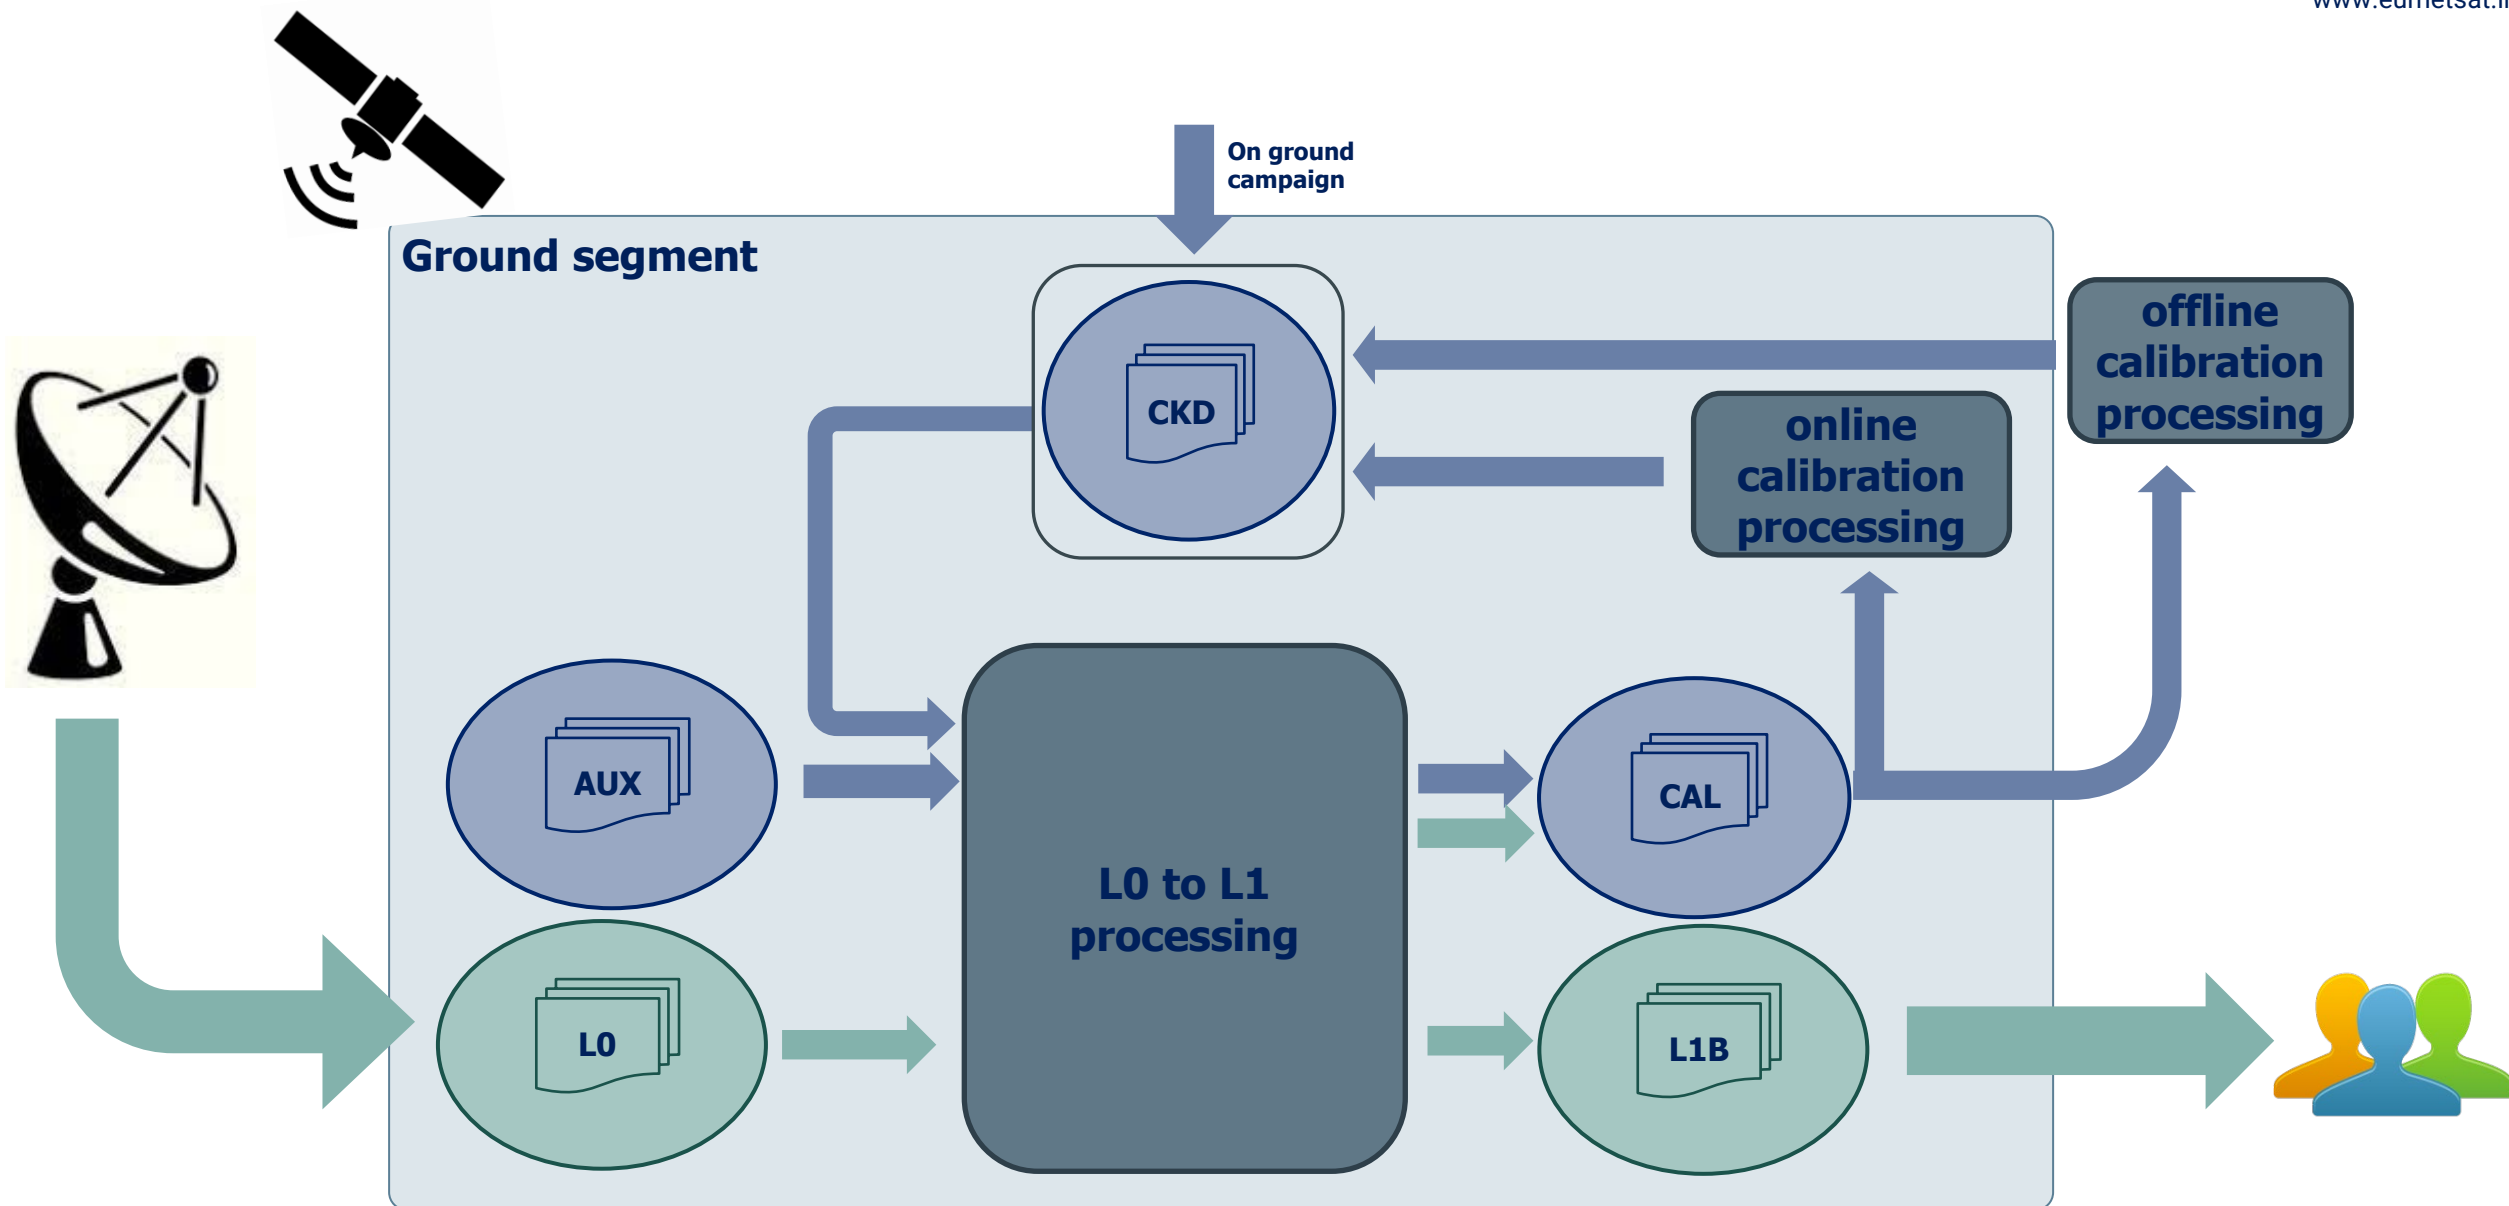 On ground
campaign
Ground segment
offline
calibration
processing
CKD
online
calibration
processing
AUX
CAL
L0 to L1
processing
L0
L1B